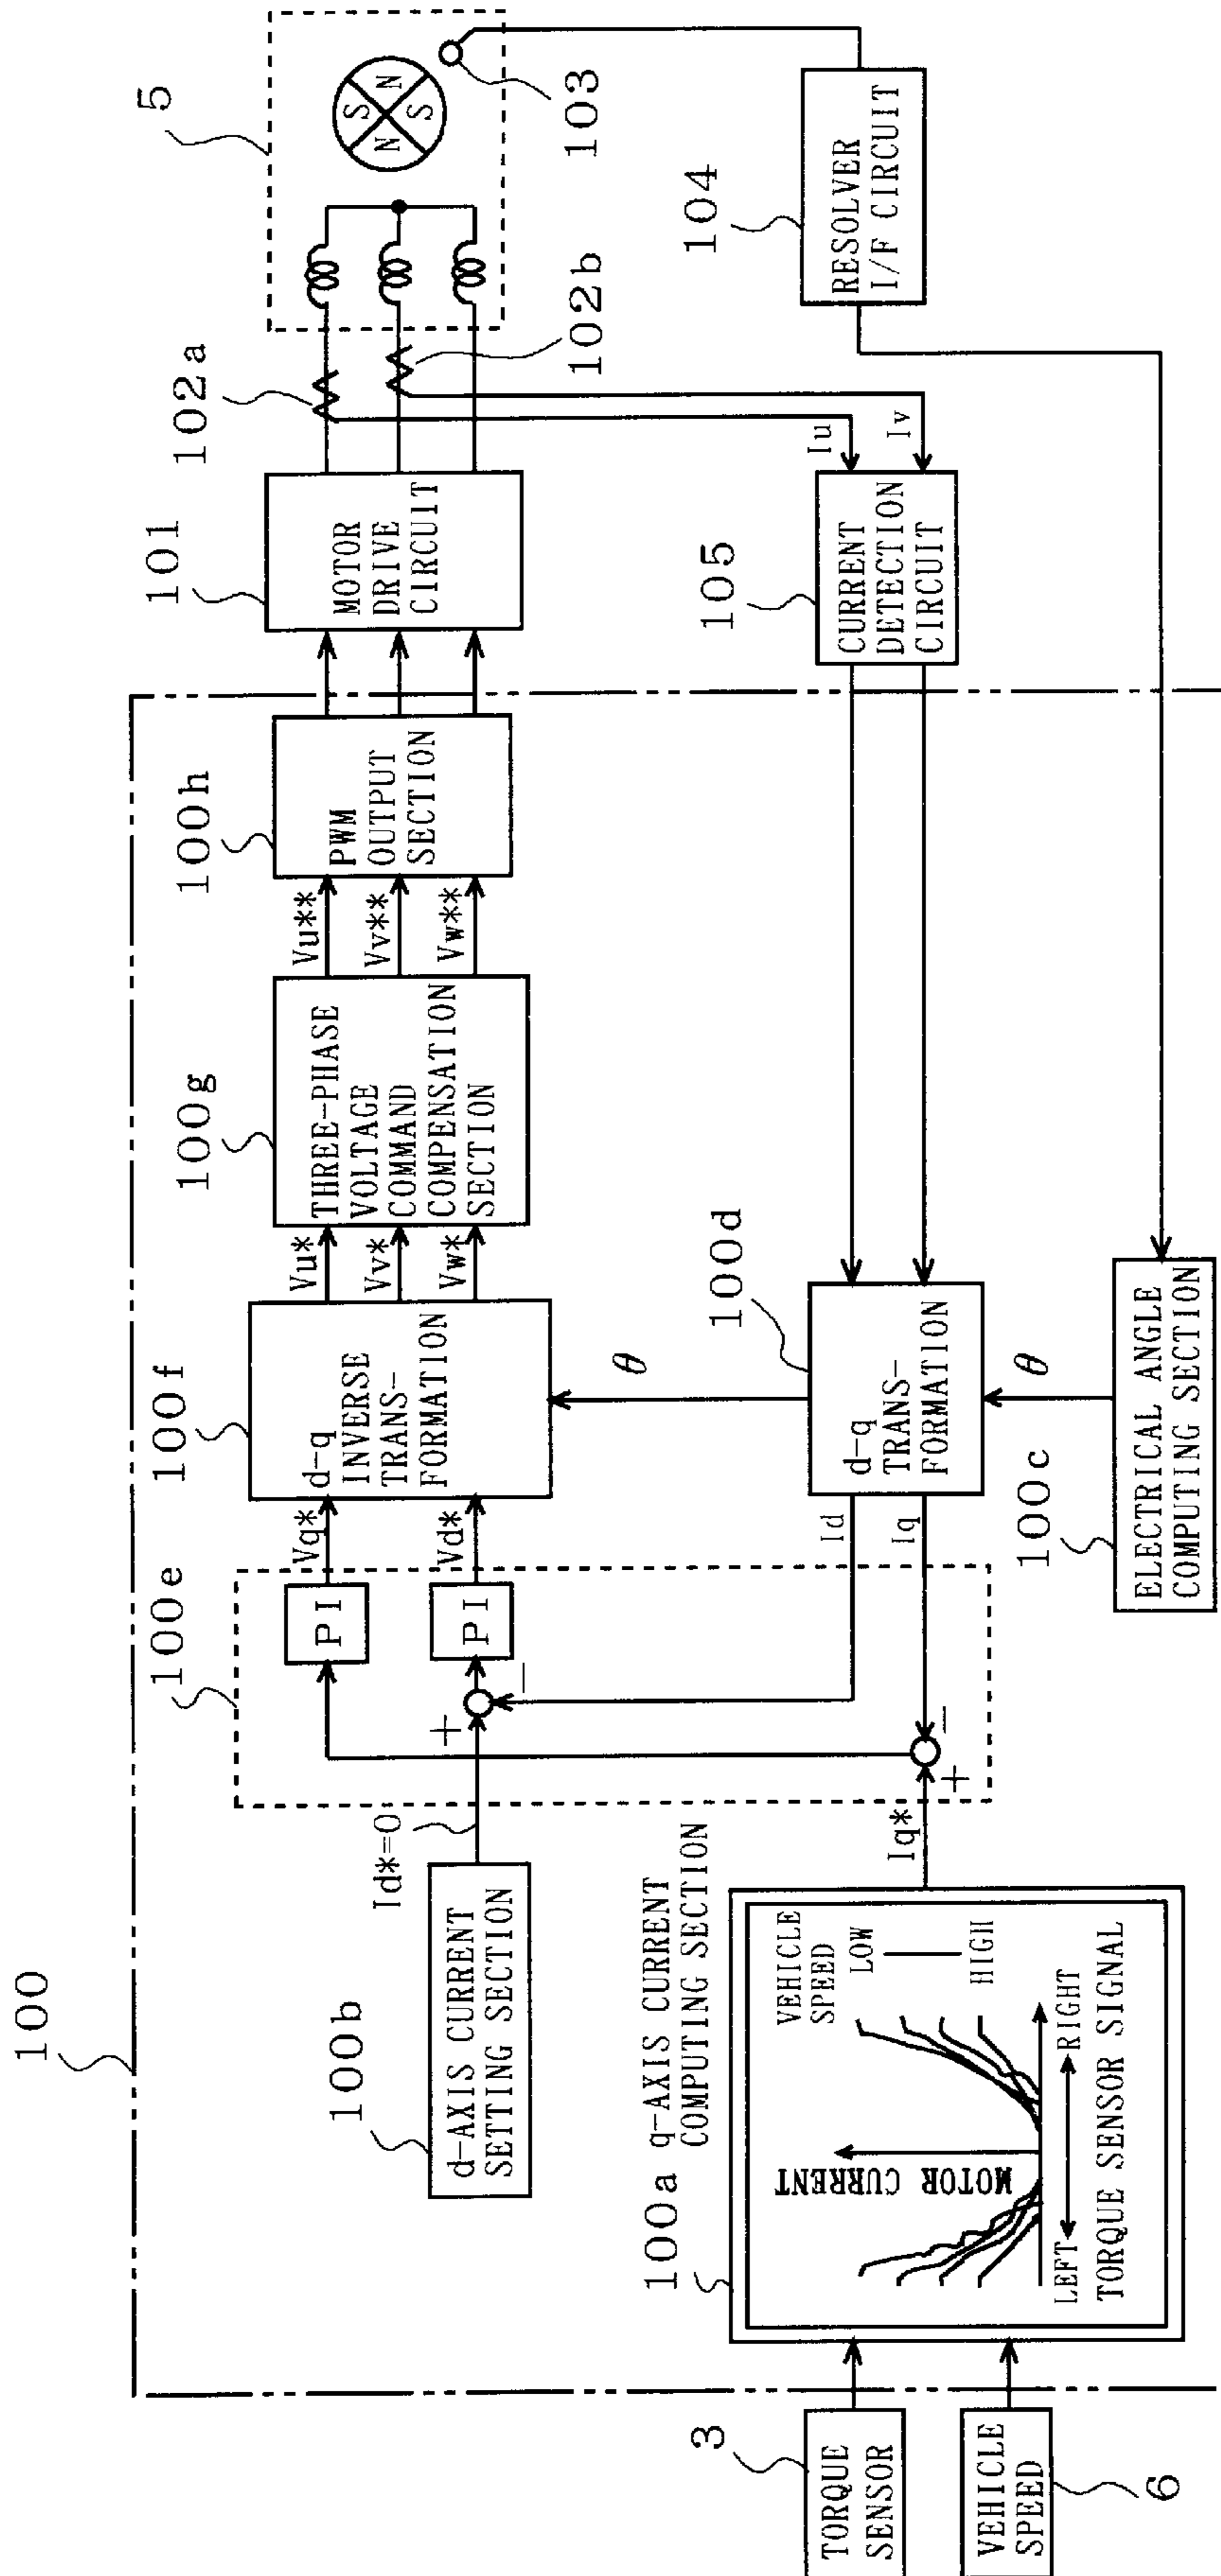 100
3
TORQUE
SENSOR
VEHICLE
SPEED
6
100a
q-AXIS CURRENT
COMPUTING SECTION
MOTOR CURRENT
VEHICLE
SPEED
LOW
HIGH
LEFT
RIGHT
TORQUE SENSOR SIGNAL
Iq*
100b
d-AXIS CURRENT
SETTING SECTION
Id*=0
100e
+
−
+
−
PI
PI
Vq*
Vd*
Id
Iq
100f
d-q
INVERSE
TRANS-
FORMATION
θ
100d
d-q
TRANS-
FORMATION
θ
100c
ELECTRICAL ANGLE
COMPUTING SECTION
Vu*
Vv*
Vw*
100g
THREE-PHASE
VOLTAGE
COMMAND
COMPENSATION
SECTION
Vu**
Vv**
Vw**
100h
PWM
OUTPUT
SECTION
101
MOTOR
DRIVE
CIRCUIT
102a
102b
Iu
Iv
105
CURRENT
DETECTION
CIRCUIT
5
N
S
N
S
103
104
RESOLVER
I/F CIRCUIT